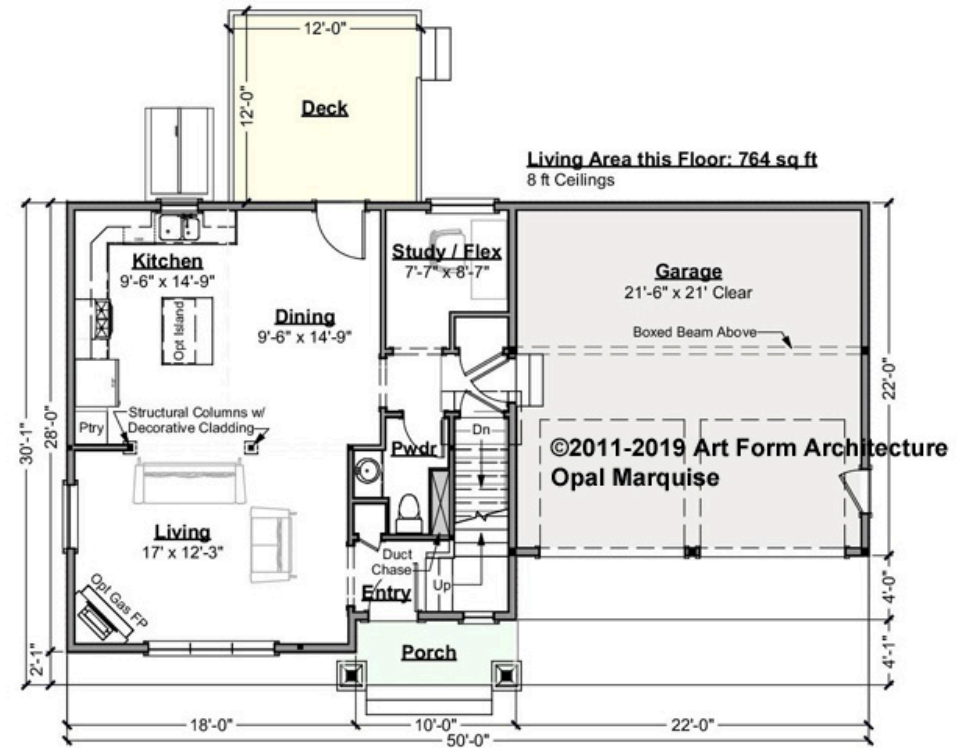 12'-0"
12'-0"
Deck
Living Area this Floor: 764 sq ft
8 ft Ceilings
Kitchen
9'-6" x 14'-9"
Study / Flex
7'-7" x 8'-7"
Garage
21'-6" x 21' Clear
Opt Island
Dining
9'-6" x 14'-9"
Boxed Beam Above
22'-0"
30'-1"
28'-0"
Structural Columns w/
Decorative Cladding
Ptry
Pwdr
Dn
©2011-2019 Art Form Architecture
Opal Marquise
Living
17' x 12'-3"
Duct
Chase
Opt Gas FP
Entry
Up
4'-0"
Porch
2'-1"
4'-1"
18'-0"
10'-0"
22'-0"
50'-0"